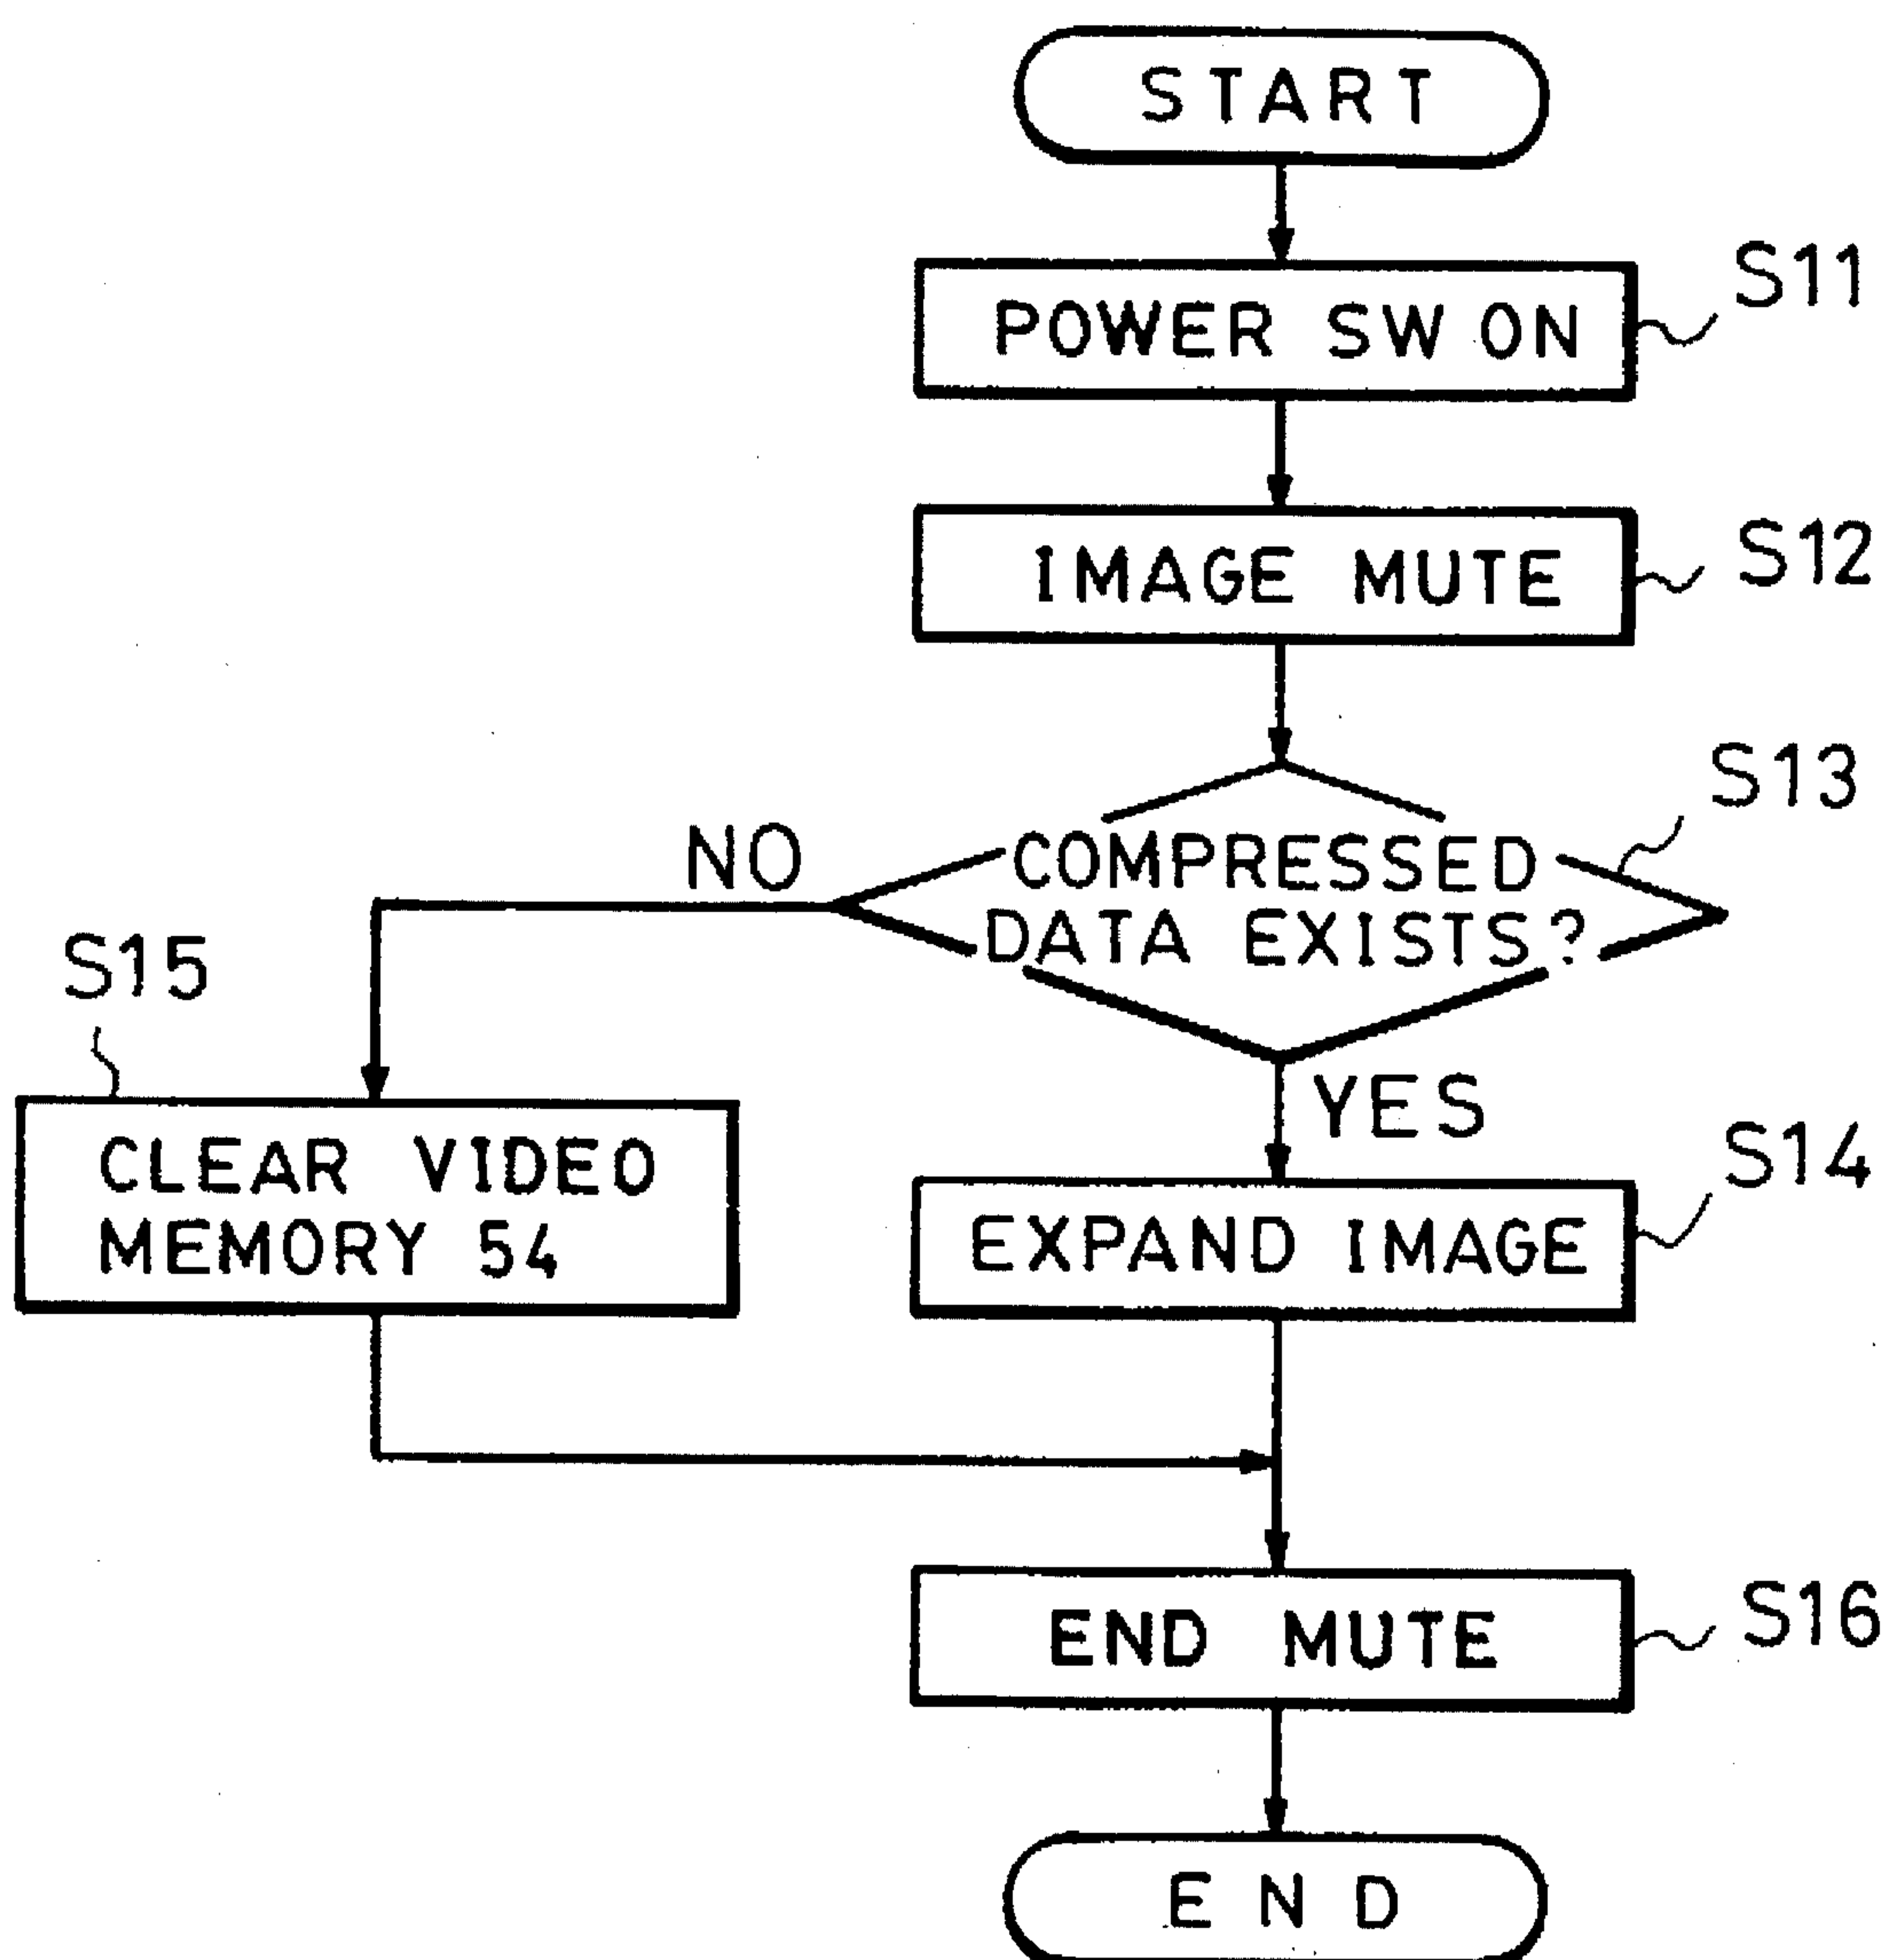 START
POWER SW ON
S11
IMAGE MUTE
S12
S13
COMPRESSED
DATA EXISTS?
NO
YES
S15
CLEAR VIDEO
MEMORY 54
S14
EXPAND IMAGE
END MUTE
S16
END